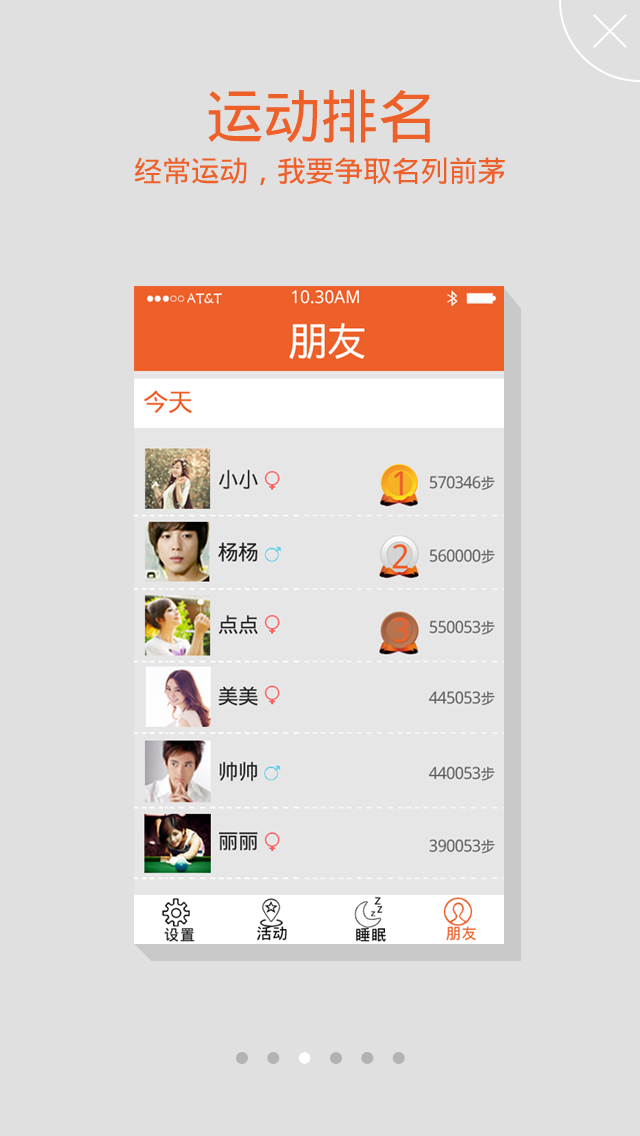 运动排名
经常运动，我要争取名列前茅
AT&T 10.30AM
朋友
今天
小小 1 570346步
杨杨 2 560000步
点点 3 550053步
美美 445053步
帅帅 440053步
丽丽 390053步
z z z
设置 活动 睡眠 朋友